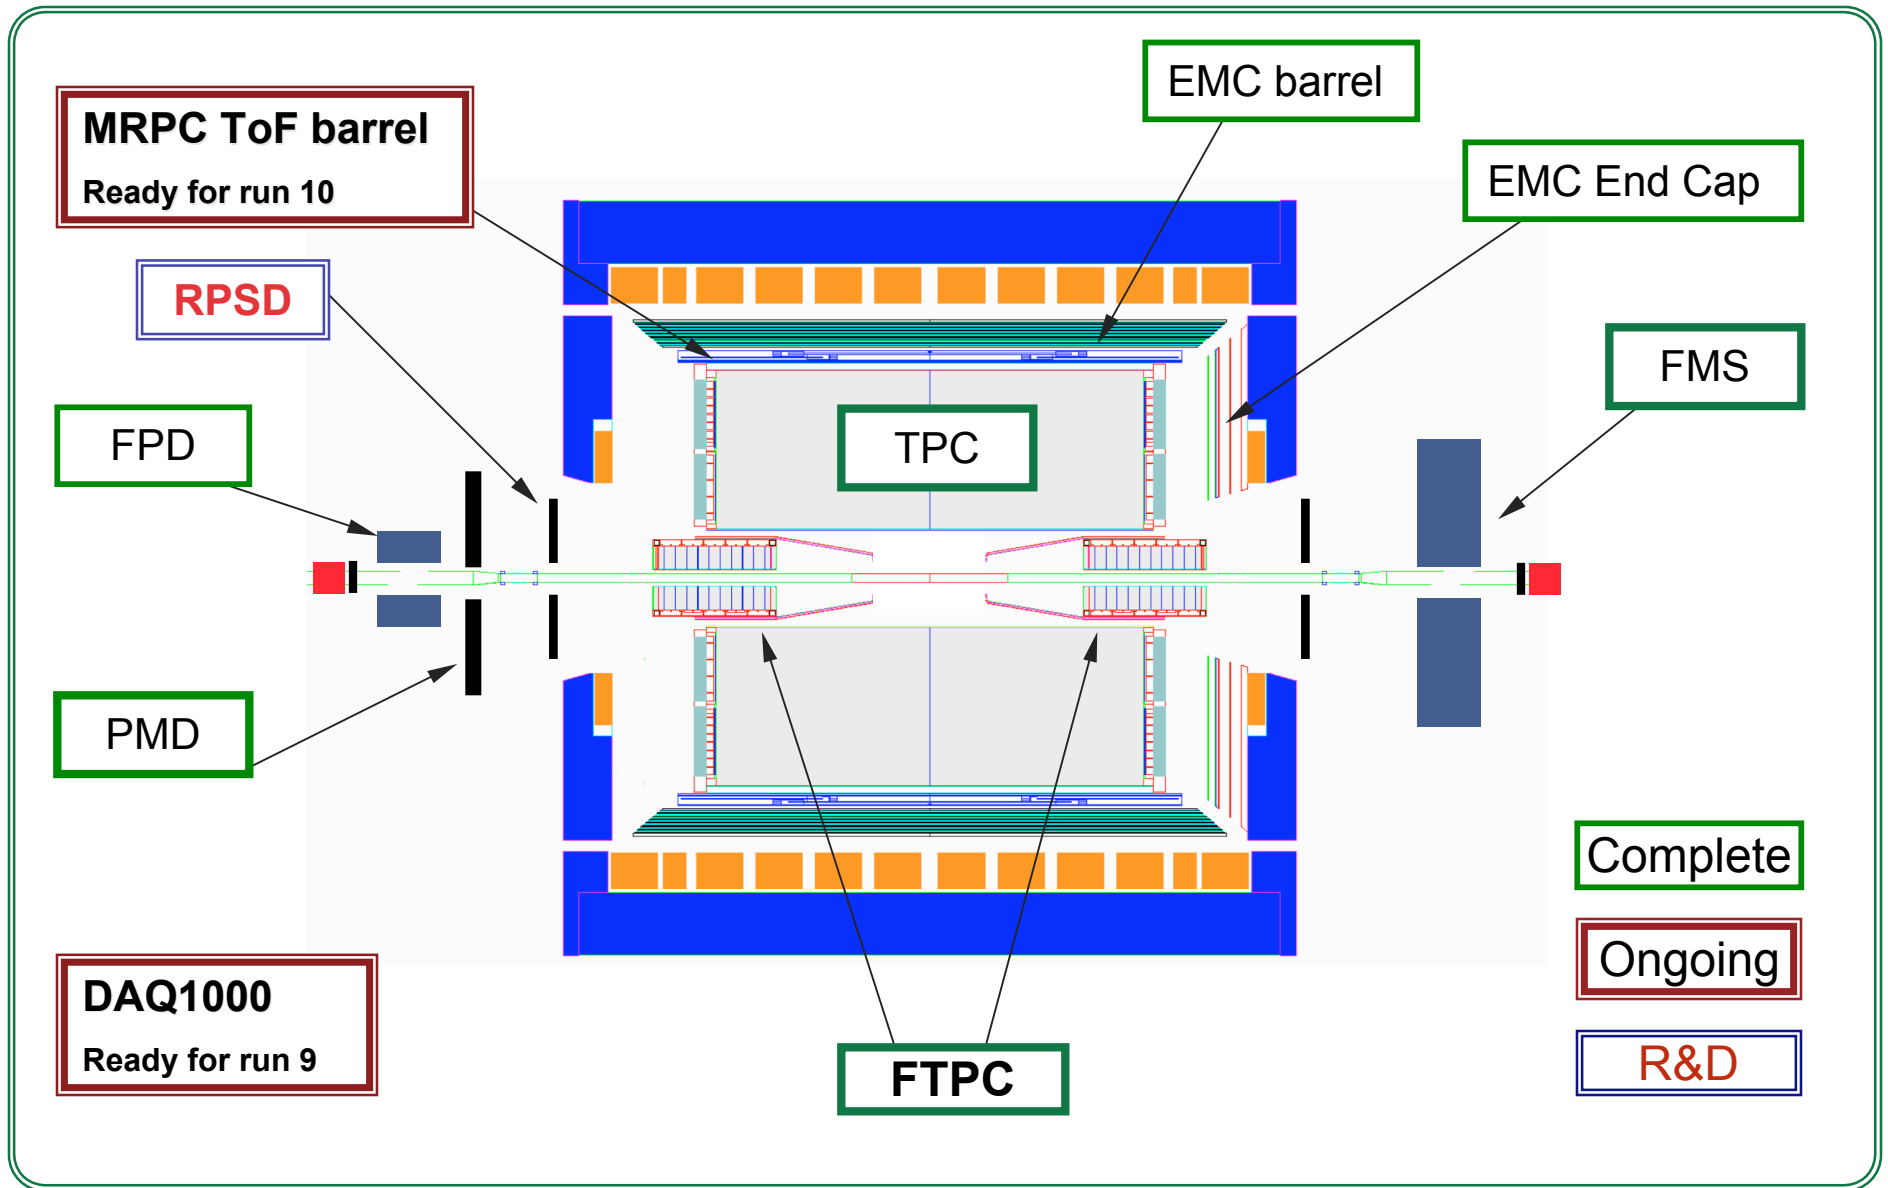 EMC barrel
MRPC ToF barrel
Ready for run 10
EMC End Cap
RPSD
FMS
FPD
TPC
PMD
Complete
Ongoing
DAQ1000
Ready for run 9
FTPC
R&D